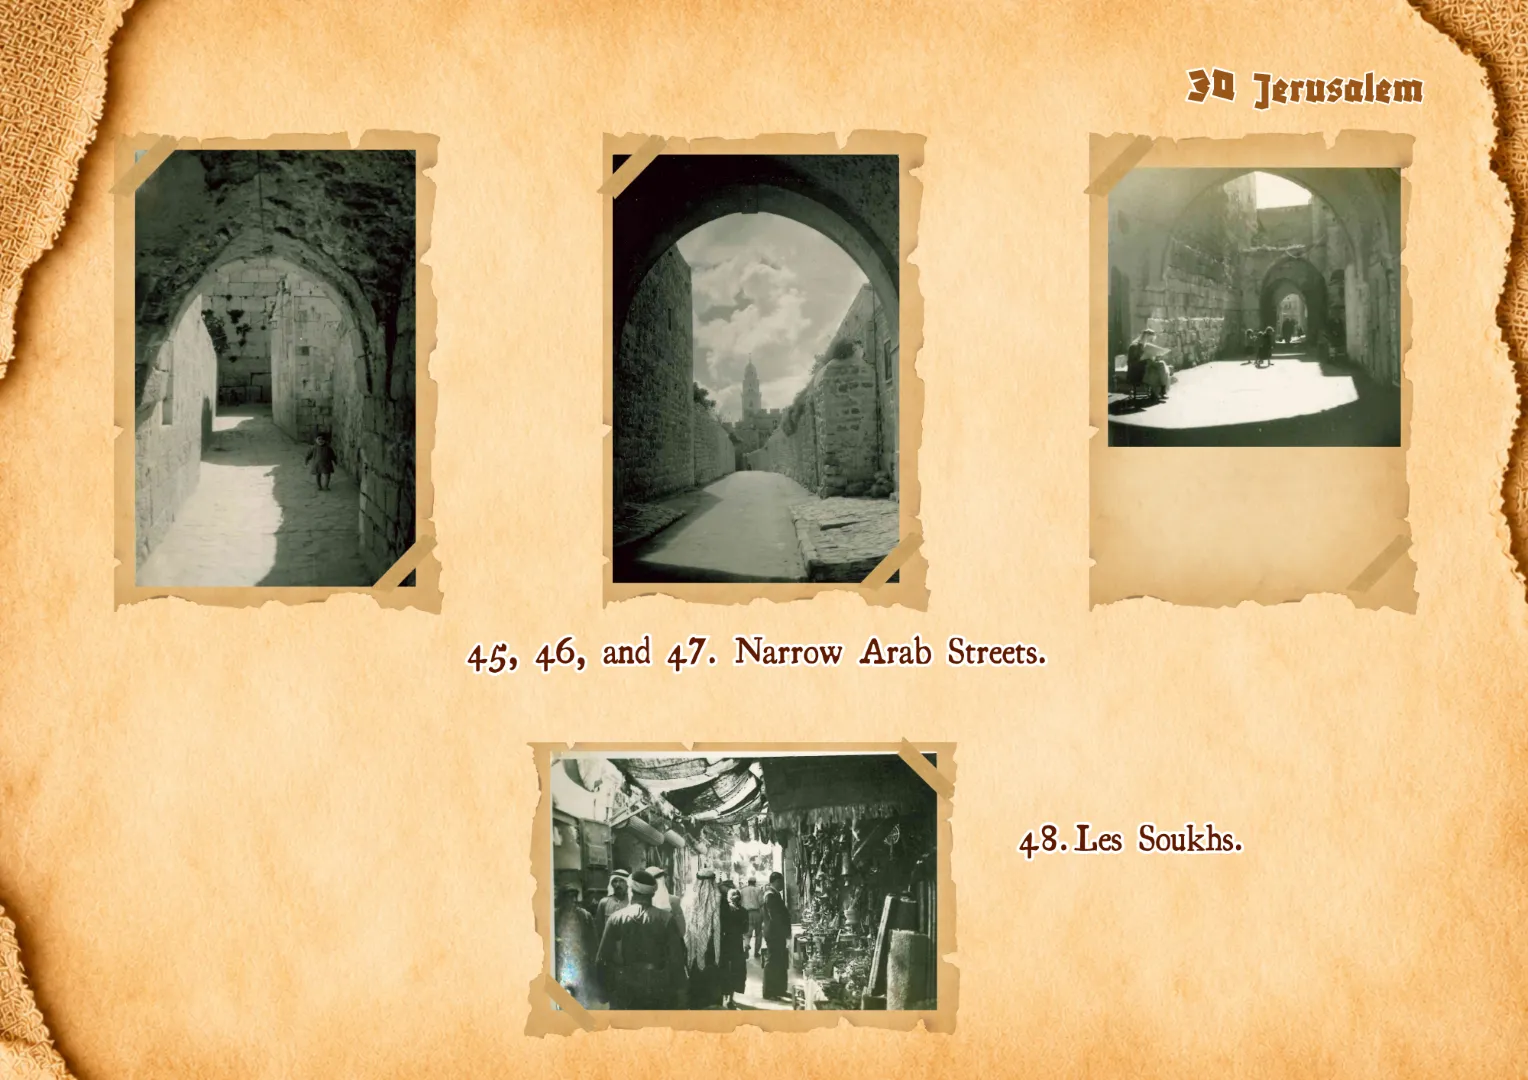 30 Jerusalem
45, 46, and 47. Narrow Arab Streets.
48. Les Soukhs.